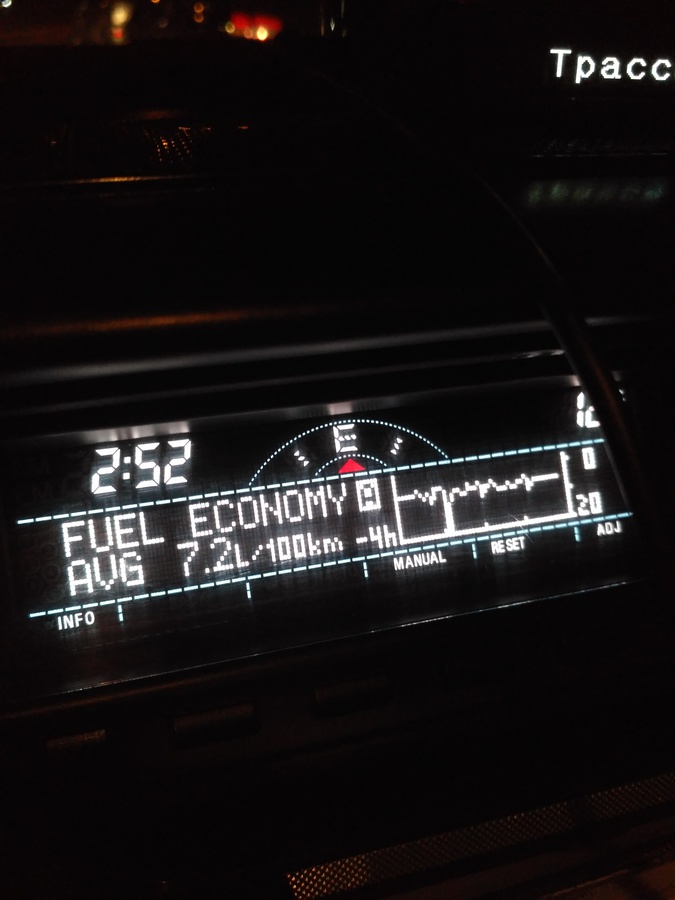 Трасс
2:52
E
FUEL ECONOMY
AVG 7.2L/100km -4h
0
20
INFO
MANUAL
RESET
ADJ